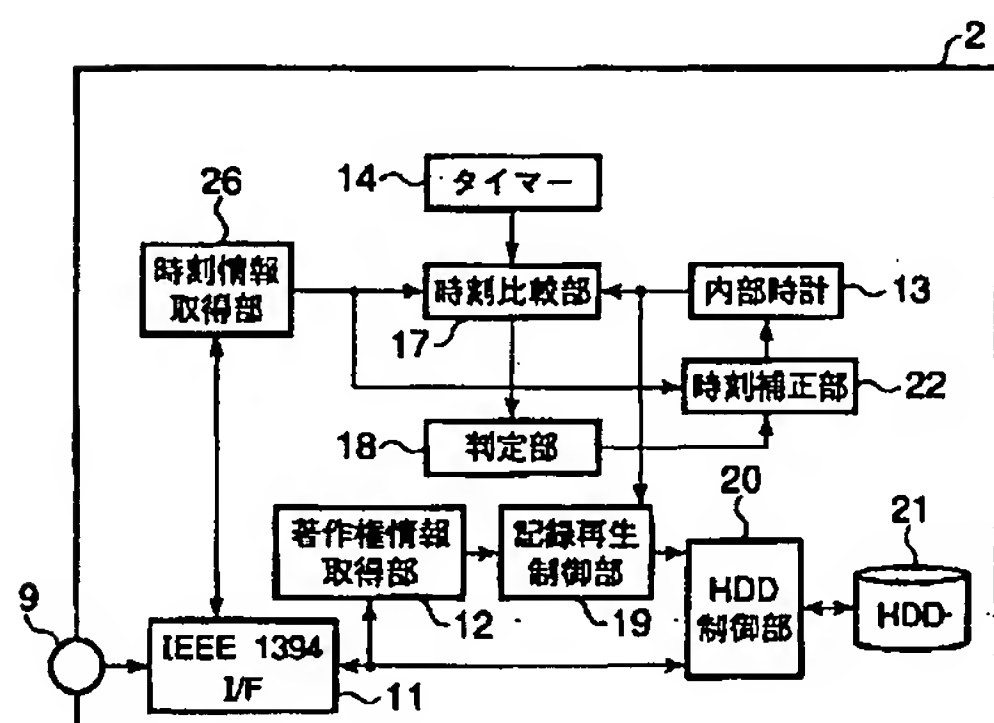 2
14
タイマー
26
時刻情報
取得部
時刻比較部
17
内部時計
13
時刻補正部
22
18
判定部
著作権情報
取得部
12
記録再生
制御部
19
20
HDD
制御部
21
HDD
9
IEEE 1394
I/F
11